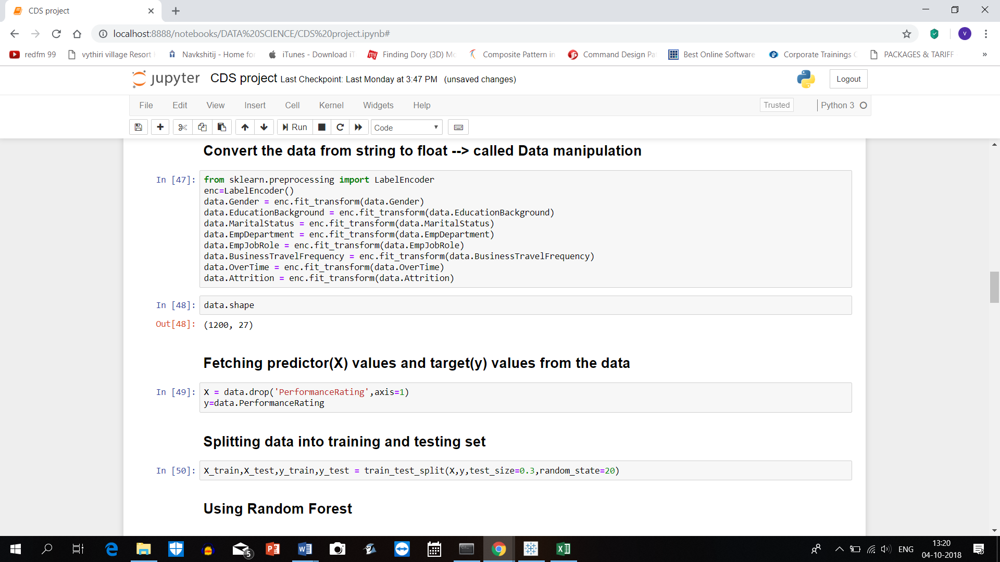 CDS project
localhost:8888/notebooks/DATA%20SCIENCE/CDS%20project.ipynb#
V
redfm 99
vythiri village Resort
Navkshitij - Home fo
iTunes - Download iT
my
Finding Dory (3D) Mo
Composite Pattern in
Command Design Pa
Best Online Software
Corporate Trainings
PACKAGES & TARIFF
»
jupyter CDS project Last Checkpoint: Last Monday at 3:47 PM (unsaved changes)
Logout
File Edit View Insert Cell Kernel Widgets Help
Trusted
Python 3
Run
Code
Convert the data from string to float --> called Data manipulation
In [47]: from sklearn.preprocessing import LabelEncoder
enc=LabelEncoder()
data.Gender = enc.fit_transform(data.Gender)
data.EducationBackground = enc.fit_transform(data.EducationBackground)
data.MaritalStatus = enc.fit_transform(data.MaritalStatus)
data.EmpDepartment = enc.fit_transform(data.EmpDepartment)
data.EmpJobRole = enc.fit_transform(data.EmpJobRole)
data.BusinessTravelFrequency = enc.fit_transform(data.BusinessTravelFrequency)
data.OverTime = enc.fit_transform(data.OverTime)
data.Attrition = enc.fit_transform(data.Attrition)
In [48]: data.shape
Out[48]: (1200, 27)
Fetching predictor(X) values and target(y) values from the data
In [49]: X = data.drop('PerformanceRating',axis=1)
y=data.PerformanceRating
Splitting data into training and testing set
In [50]: X_train,X_test,y_train,y_test = train_test_split(X,y,test_size=0.3,random_state=20)
Using Random Forest
5
ENG
13:20
04-10-2018